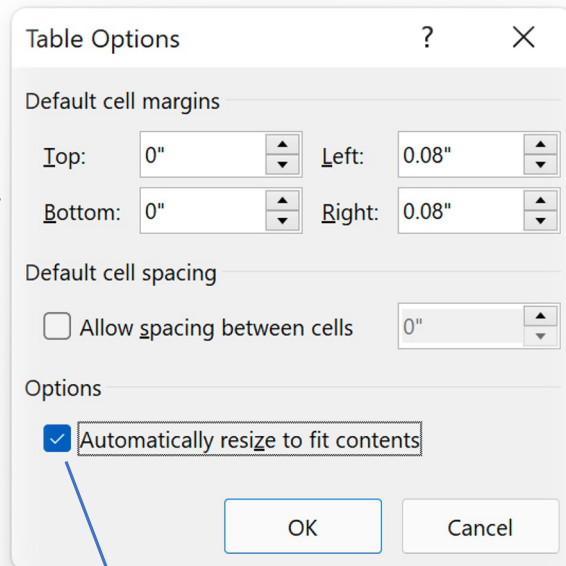 Table Options ?
Default cell margins
Top: 0" Left: 0.08"
Bottom: 0" Right: 0.08"
Default cell spacing
Allow spacing between cells 0"
Options
Automatically resize to fit contents
OK Cancel